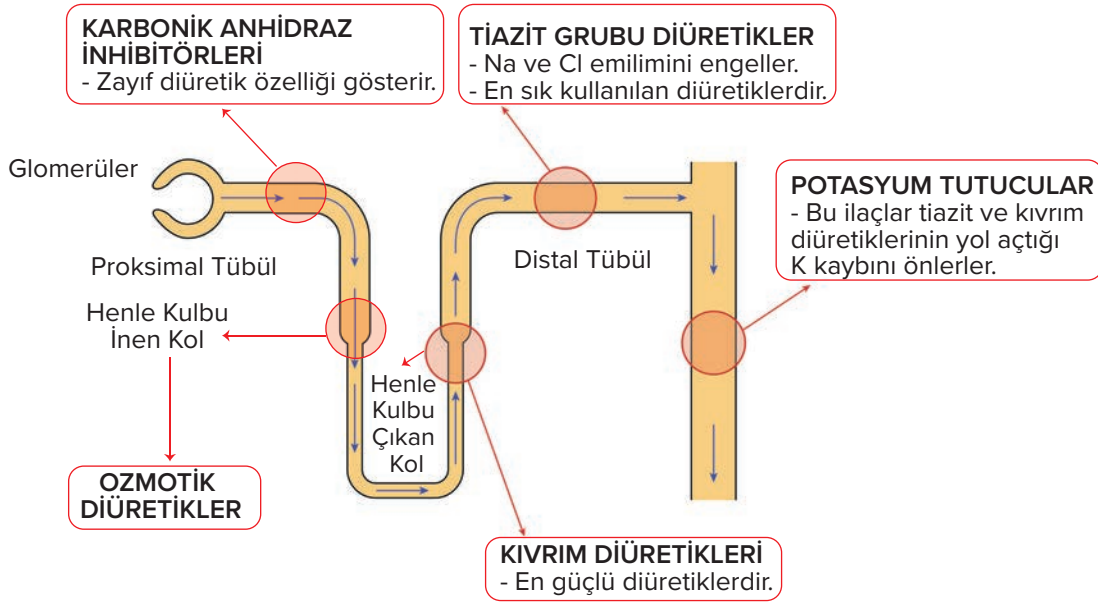 KARBONİK ANHİDRAZ
İNHİBİTÖRLERİ
- Zayıf diüretik özelliği gösterir.
TİAZİT GRUBU DİÜRETİKLER
- Na ve Cl emilimini engeller.
- En sık kullanılan diüretiklerdir.
Glomerüler
POTASYUM TUTUCULAR
- Bu ilaçlar tiazit ve kıvrım
diüretiklerinin yol açtığı
K kaybını önlerler.
Proksimal Tübül
Distal Tübül
Henle Kulbu
İnen Kol
Henle
Kulbu
Çıkan
Kol
OZMOTİK
DİÜRETİKLER
KIVRIM DİÜRETİKLERİ
- En güçlü diüretiklerdir.